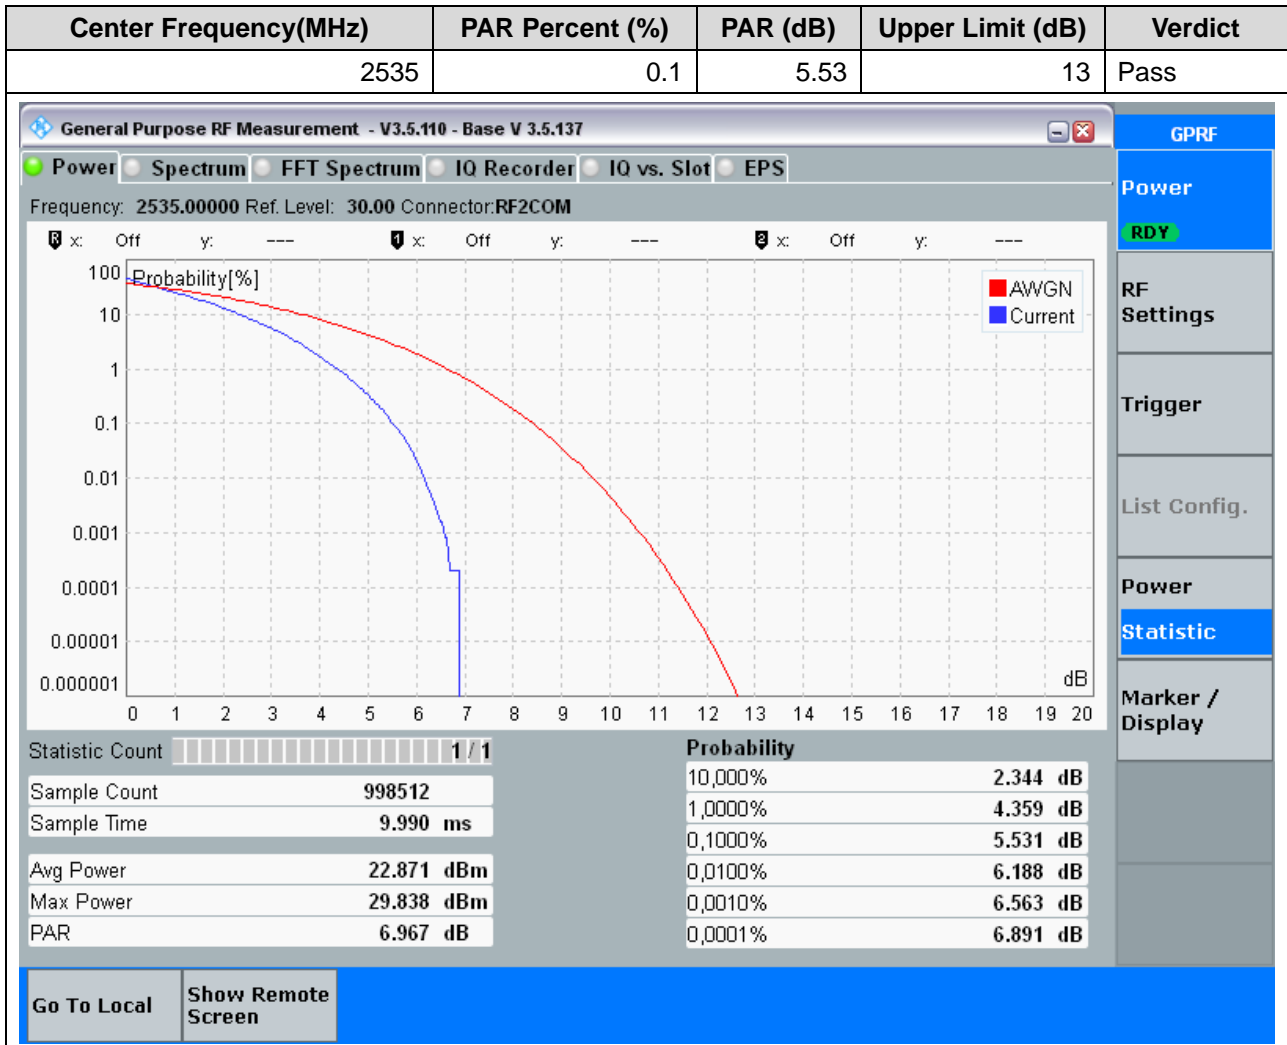 Center Frequency(MHz) PAR Percent (%) PAR (dB) Upper Limit (dB) Verdict
2535 0.1 5.53 13 Pass
General Purpose RF Measurement - V3.5.110 - Base V 3.5.137
GPRF
Power Spectrum FFT Spectrum IQ Recorder IQ vs. Slot EPS
Power
RDY
Frequency: 2535.00000 Ref. Level: 30.00 Connector:RF2COM
R x: Off y: --- 1 x: Off y: --- 2 x: Off y: ---
Probability[%]
AWGN
Current
100
10
1
0.1
0.01
0.001
0.0001
0.00001
0.000001
dB
0 1 2 3 4 5 6 7 8 9 10 11 12 13 14 15 16 17 18 19 20
RF
Settings
Trigger
List Config.
Power
Statistic
Marker /
Display
Statistic Count 1 / 1
Sample Count 998512
Sample Time 9.990 ms
Avg Power 22.871 dBm
Max Power 29.838 dBm
PAR 6.967 dB
Probability
10,000% 2.344 dB
1,0000% 4.359 dB
0,1000% 5.531 dB
0,0100% 6.188 dB
0,0010% 6.563 dB
0,0001% 6.891 dB
Go To Local
Show Remote
Screen